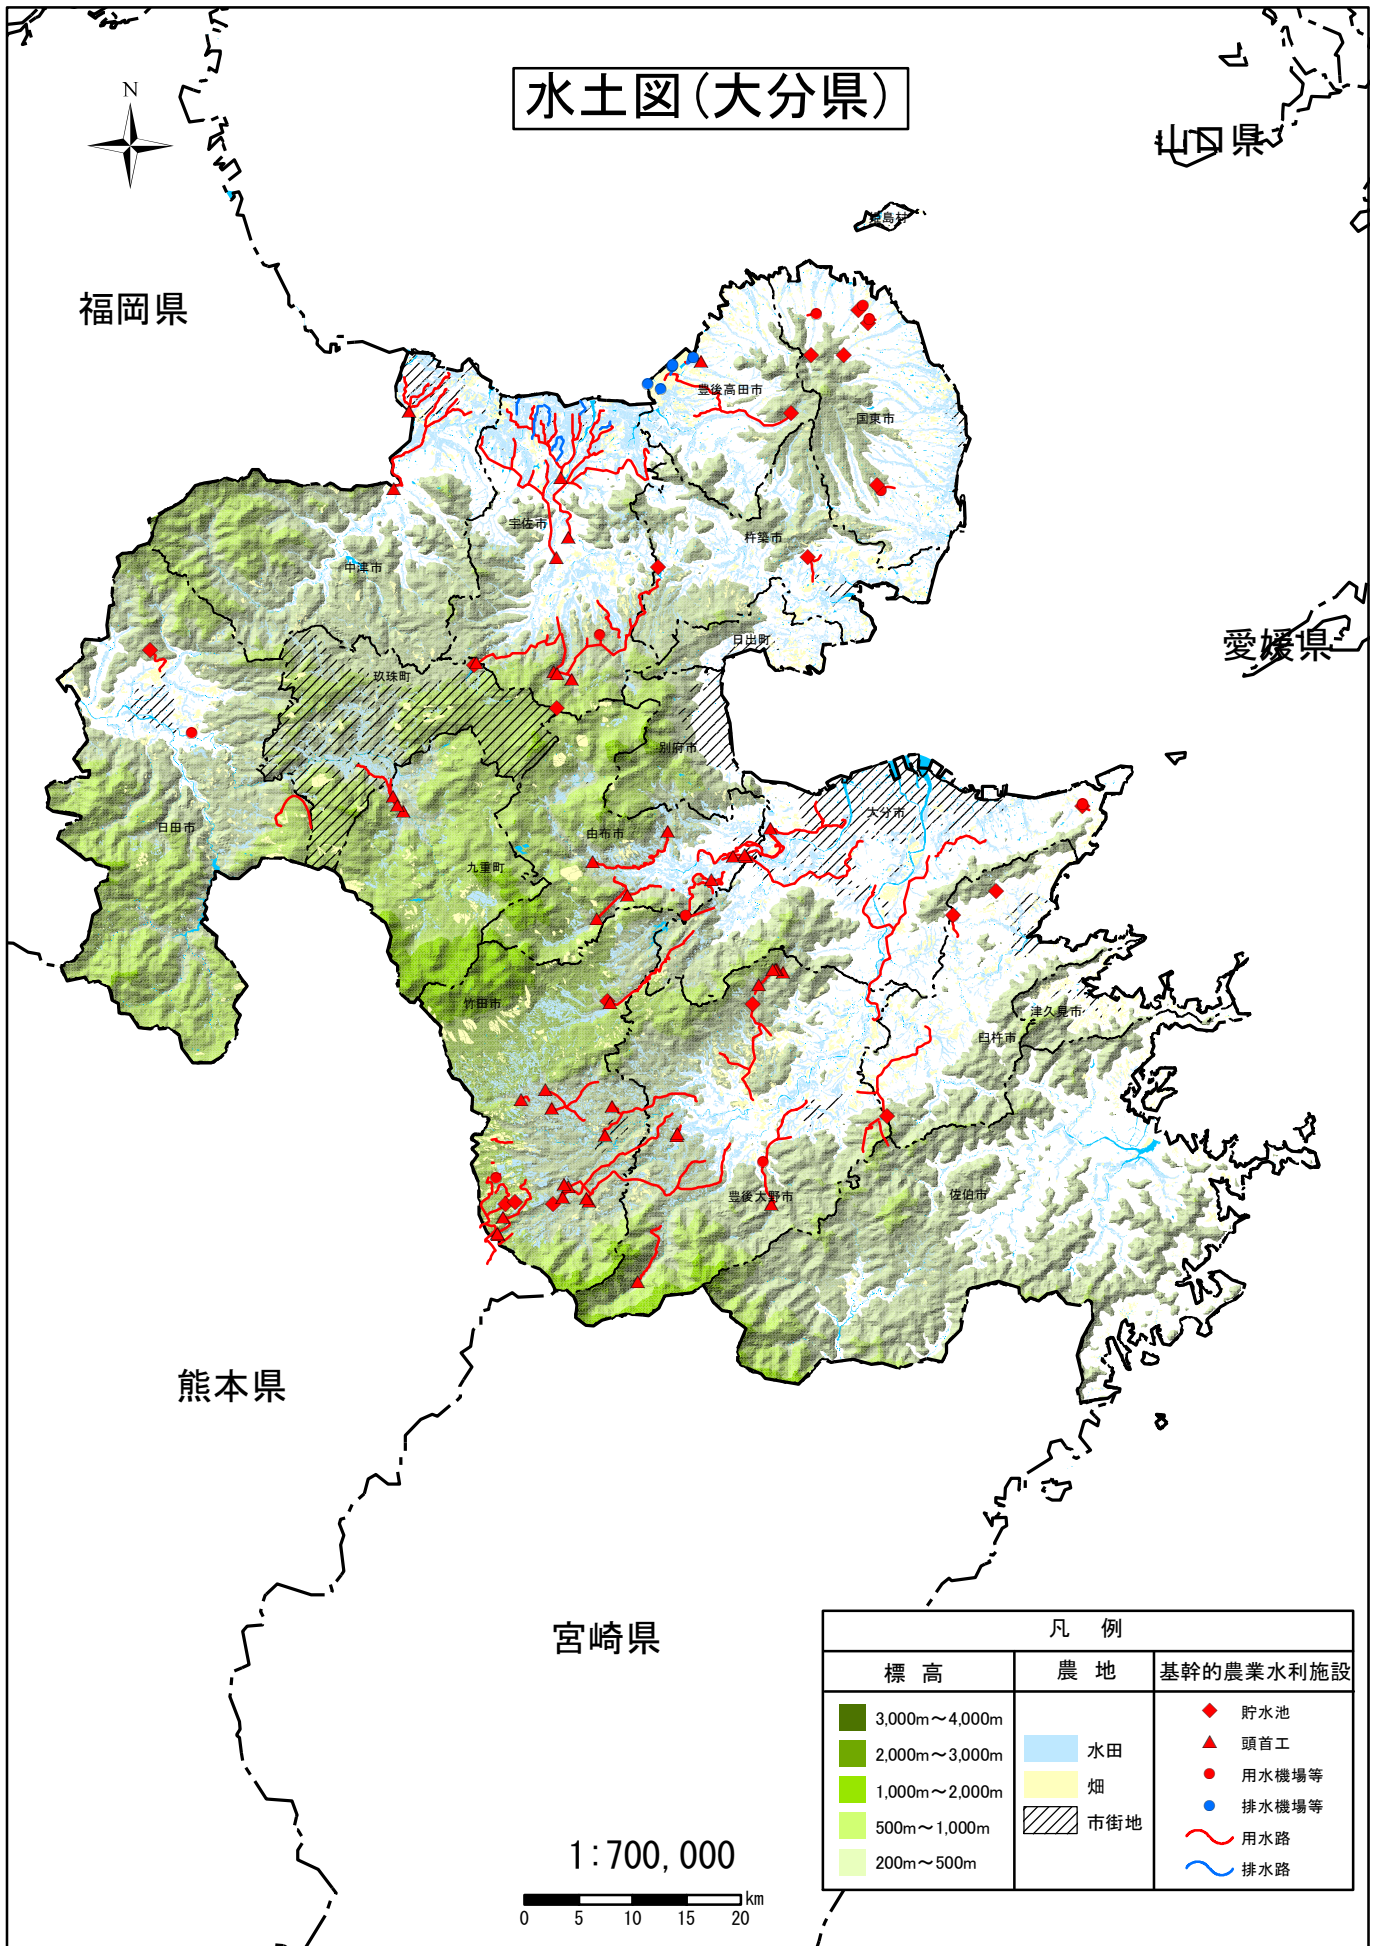 水土図(大分県)
N
山口県
姫島村
福岡県
豊後高田市
国東市
宇佐市
杵築市
中津市
日出町
愛媛県
玖珠町
別府市
大分市
日田市
由布市
九重町
竹田市
津久見市
臼杵市
豊後大野市
佐伯市
熊本県
宮崎県
凡 例
標 高
農 地
基幹的農業水利施設
3,000m～4,000m
2,000m～3,000m
1,000m～2,000m
500m～1,000m
200m～500m
水田
畑
市街地
貯水池
頭首工
用水機場等
排水機場等
用水路
排水路
1:700,000
km
0 5 10 15 20